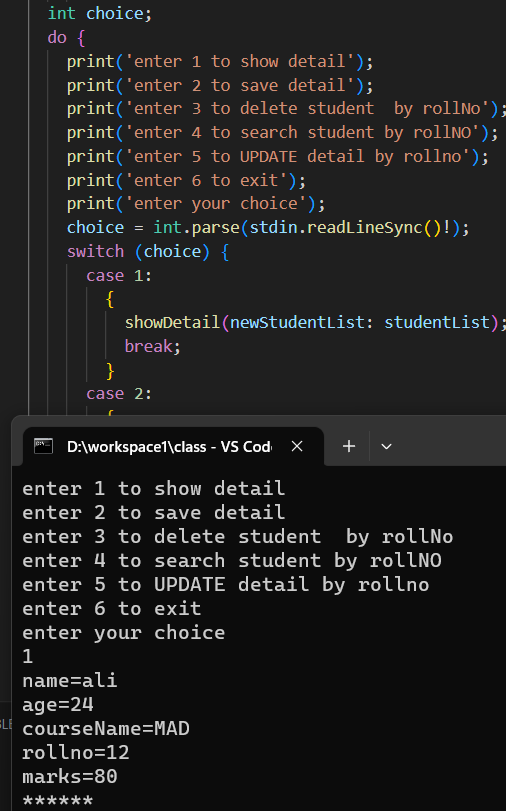 int choice;
do {
print('enter 1 to show detail');
print('enter 2 to save detail');
print('enter 3 to delete student  by rollNo');
print('enter 4 to search student by rollNO');
print('enter 5 to UPDATE detail by rollno');
print('enter 6 to exit');
print('enter your choice');
choice = int.parse(stdin.readLineSync()!);
switch (choice) {
case 1:
{
showDetail(newStudentList: studentList);
break;
}
case 2:
{
D:\workspace1\class - VS Cod
enter 1 to show detail
enter 2 to save detail
enter 3 to delete student  by rollNo
enter 4 to search student by rollNO
enter 5 to UPDATE detail by rollno
enter 6 to exit
enter your choice
1
name=ali
age=24
courseName=MAD
rollno=12
marks=80
******